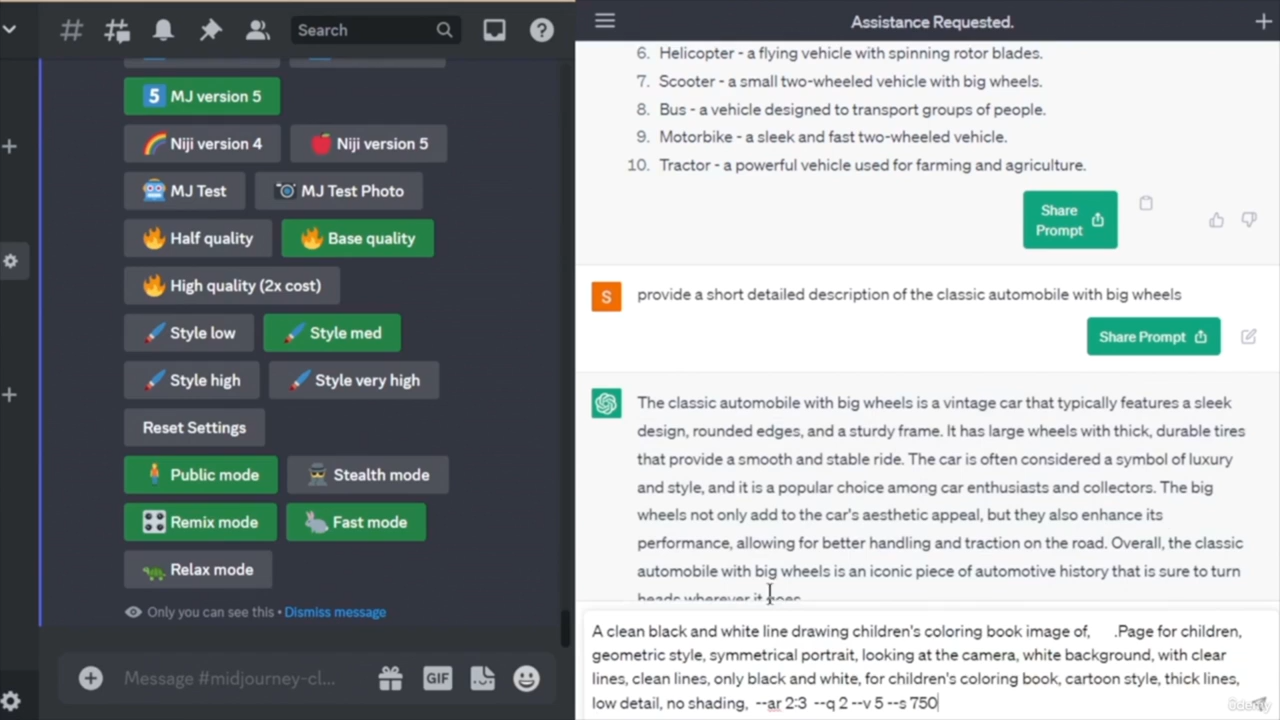 Search
MJ version 5
Niji version 4
Niji version 5
MJ Test
MJ Test Photo
Half quality
Base quality
High quality (2x cost)
Style low
Style med
Style high
Style very high
Reset Settings
Public mode
Stealth mode
Remix mode
Fast mode
Relax mode
Only you can see this • Dismiss message
Message #midjourney-cl...
GIF
Assistance Requested.
6. Helicopter - a flying vehicle with spinning rotor blades.
7. Scooter - a small two-wheeled vehicle with big wheels.
8. Bus - a vehicle designed to transport groups of people.
9. Motorbike - a sleek and fast two-wheeled vehicle.
10. Tractor - a powerful vehicle used for farming and agriculture.
Share
Prompt
S
provide a short detailed description of the classic automobile with big wheels
Share Prompt
The classic automobile with big wheels is a vintage car that typically features a sleek
design, rounded edges, and a sturdy frame. It has large wheels with thick, durable tires
that provide a smooth and stable ride. The car is often considered a symbol of luxury
and style, and it is a popular choice among car enthusiasts and collectors. The big
wheels not only add to the car's aesthetic appeal, but they also enhance its
performance, allowing for better handling and traction on the road. Overall, the classic
automobile with big wheels is an iconic piece of automotive history that is sure to turn
heads wherever it goes.
A clean black and white line drawing children's coloring book image of, .Page for children,
geometric style, symmetrical portrait, looking at the camera, white background, with clear
lines, clean lines, only black and white, for children's coloring book, cartoon style, thick lines,
low detail, no shading, --ar 2:3 --q 2 --v 5 --s 750
ûdemy